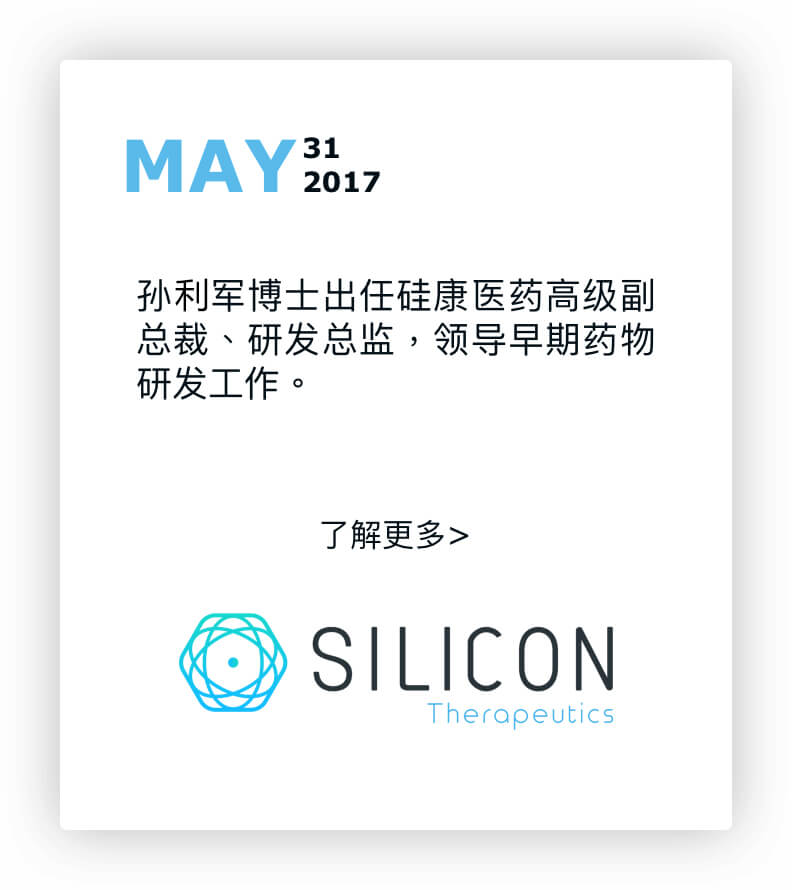 MAY 31
2017
孙利军博士出任硅康医药高级副
总裁、研发总监，领导早期药物
研发工作。
了解更多>
SILICON
Therapeutics